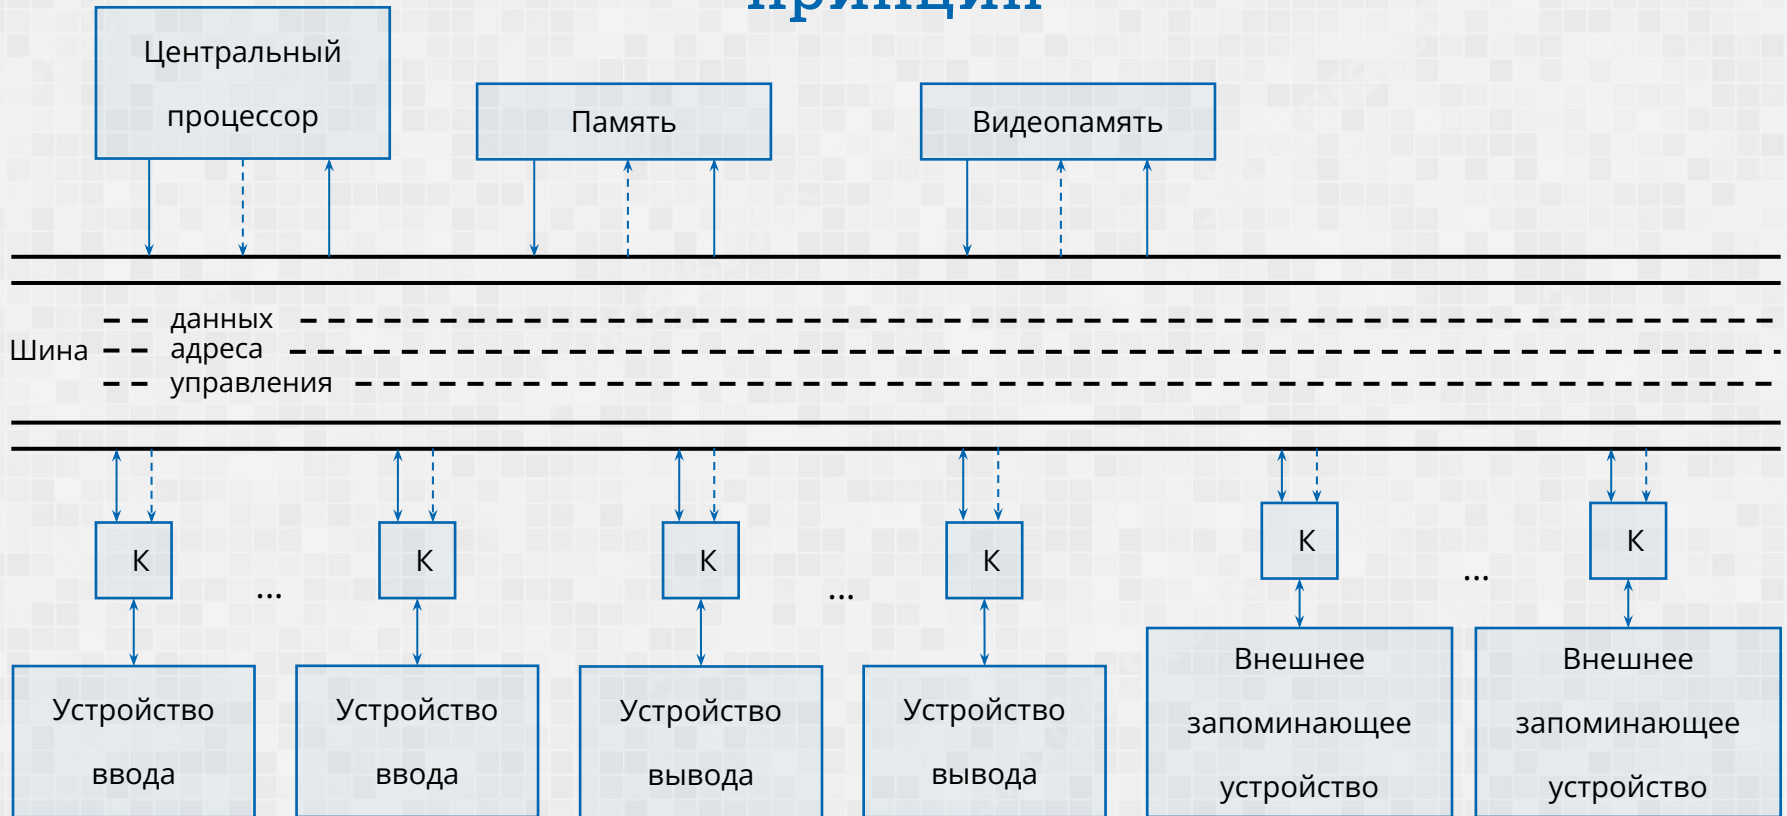 принцип
Центральный
процессор
Память
Видеопамять
Шина
данных
адреса
управления
К
К
К
К
К
К
...
...
...
Устройство
ввода
Устройство
ввода
Устройство
вывода
Устройство
вывода
Внешнее
запоминающее
устройство
Внешнее
запоминающее
устройство